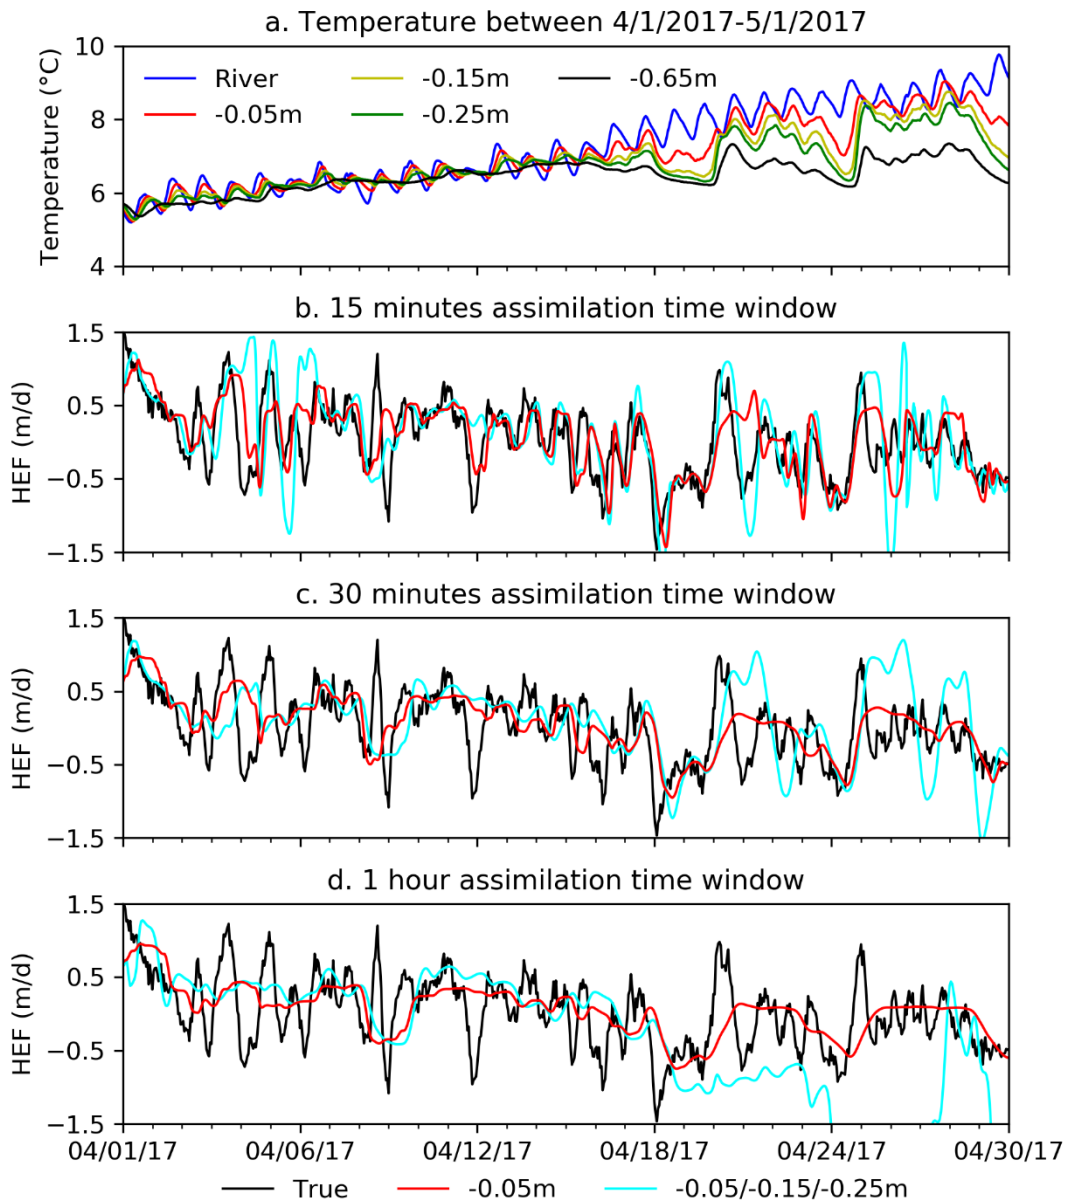 a. Temperature between 4/1/2017-5/1/2017
Temperature (°C)
10
8
6
4
River
-0.05m
-0.15m
-0.25m
-0.65m
b. 15 minutes assimilation time window
HEF (m/d)
1.5
0.5
−0.5
−1.5
c. 30 minutes assimilation time window
HEF (m/d)
1.5
0.5
−0.5
−1.5
d. 1 hour assimilation time window
HEF (m/d)
1.5
0.5
−0.5
−1.5
04/01/17 04/06/17 04/12/17 04/18/17 04/24/17 04/30/17
True -0.05m -0.05/-0.15/-0.25m